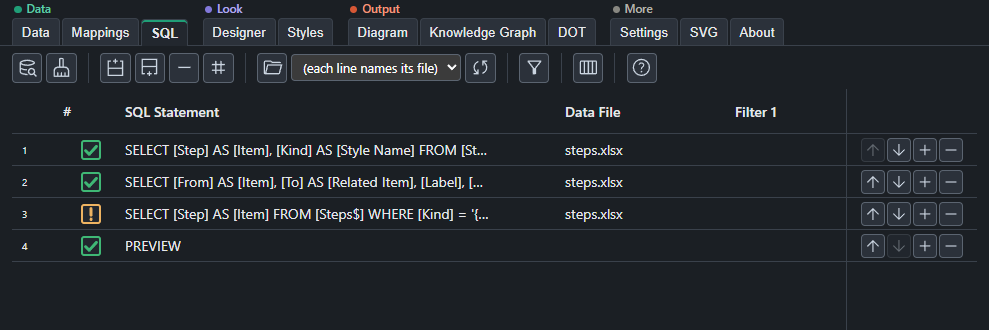 Data Look Output More
Data Mappings SQL Designer Styles Diagram Knowledge Graph DOT Settings SVG About
(each line names its file)
# SQL Statement Data File Filter 1
1 SELECT [Step] AS [Item], [Kind] AS [Style Name] FROM [St... steps.xlsx
2 SELECT [From] AS [Item], [To] AS [Related Item], [Label], [... steps.xlsx
3 SELECT [Step] AS [Item] FROM [Steps$] WHERE [Kind] = '{... steps.xlsx
4 PREVIEW